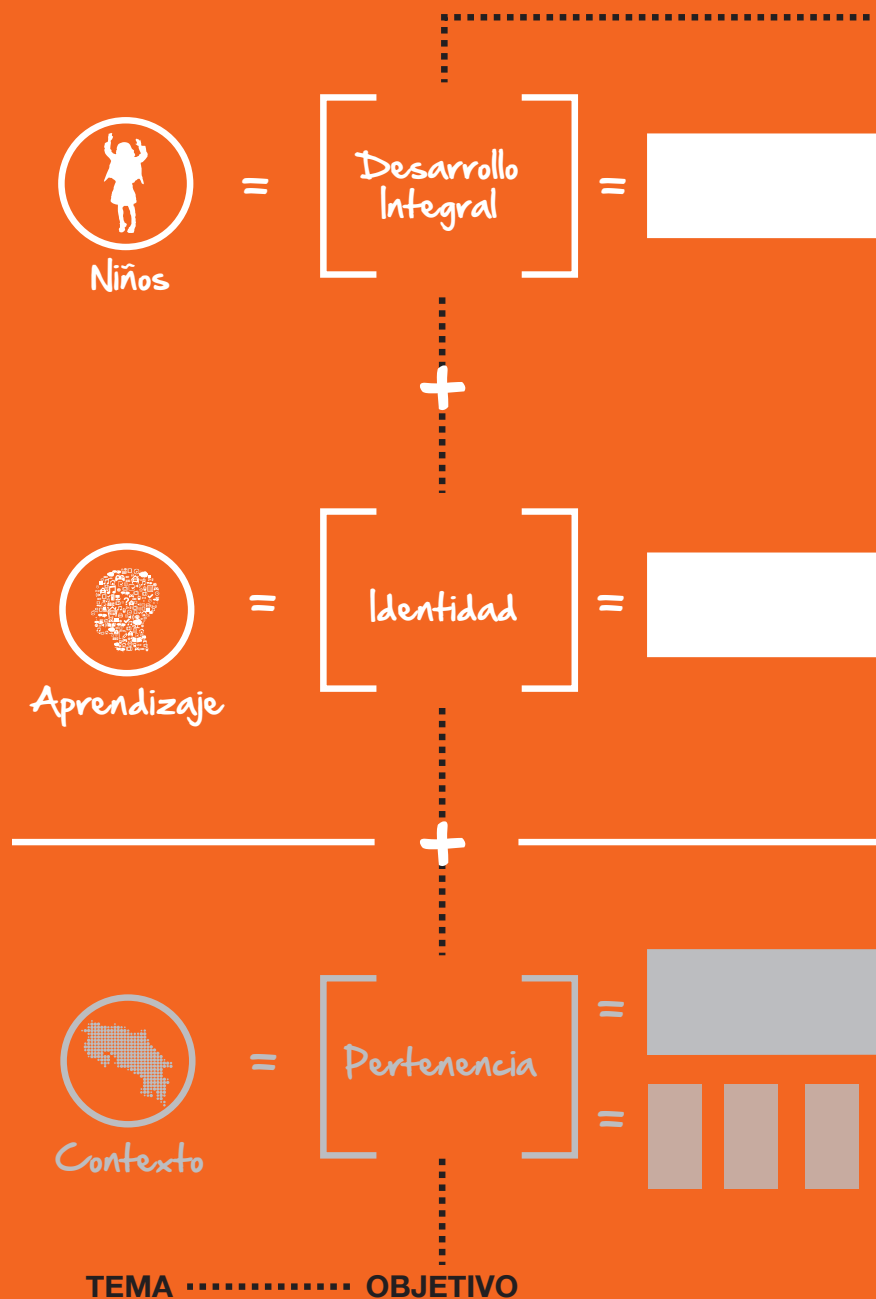 =
Desarrollo
Integral
=
Niños
+
=
Identidad
=
Aprendizaje
+
=
Pertenencia
=
=
Contexto
TEMA ............ OBJETIVO